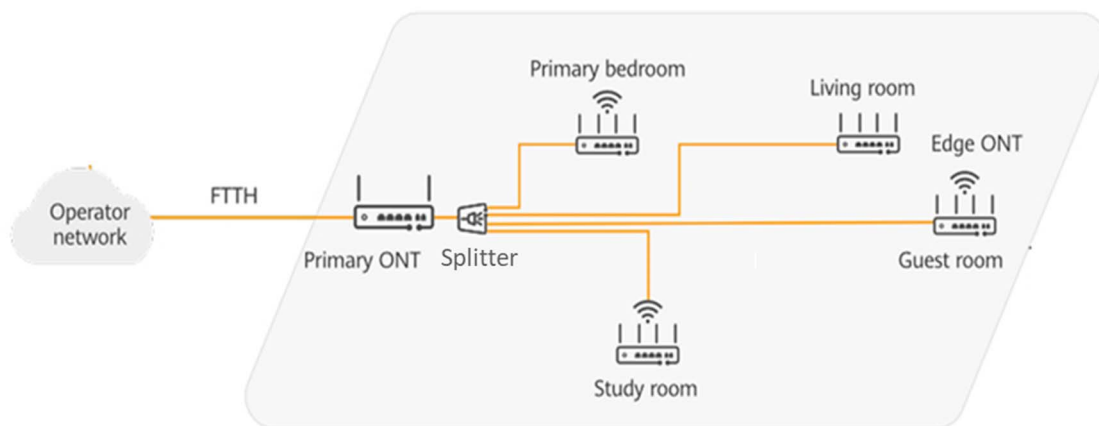 Primary bedroom
Living room
Edge ONT
FTTH
Operator
network
Primary ONT
Splitter
Guest room
Study room